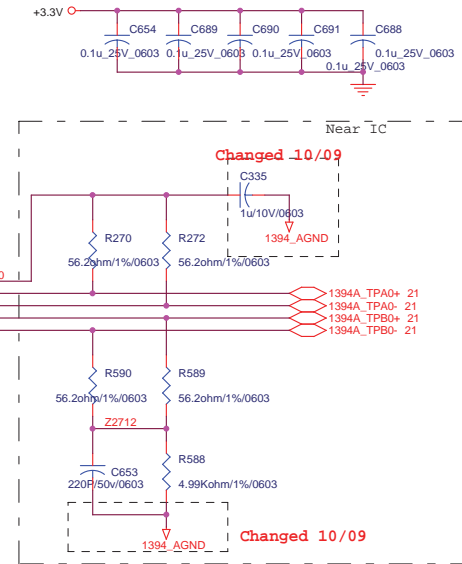 +3.3V
C654 C689 C690 C691 C688
0.1u_25V_0603 0.1u_25V_0603 0.1u_25V_0603 0.1u_25V_0603
0.1u_25V_0603
Near IC
Changed 10/09
C335
1u/10V/0603
1394_AGND
R270 R272
56.2ohm/1%/0603 56.2ohm/1%/0603
0
1394A_TPA0+ 21
1394A_TPA0- 21
1394A_TPB0+ 21
1394A_TPB0- 21
R590 R589
56.2ohm/1%/0603 56.2ohm/1%/0603
Z2712
C653 R588
220P/50v/0603 4.99Kohm/1%/0603
Changed 10/09
1394_AGND